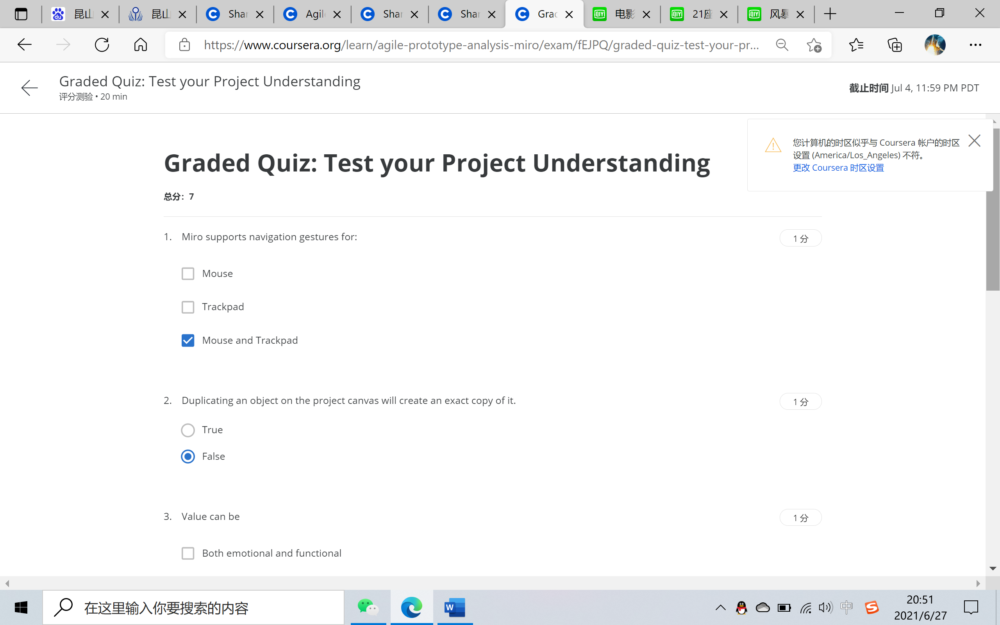 昆山
昆山
Shar
Agil
Shar
Shar
Grac
电影
21座
风暴
https://www.coursera.org/learn/agile-prototype-analysis-miro/exam/fEJPQ/graded-quiz-test-your-pr...
Graded Quiz: Test your Project Understanding
评分测验 • 20 min
截止时间 Jul 4, 11:59 PM PDT
您计算机的时区似乎与 Coursera 帐户的时区
设置 (America/Los_Angeles) 不符。
更改 Coursera 时区设置
Graded Quiz: Test your Project Understanding
总分：7
1. Miro supports navigation gestures for:
1 分
Mouse
Trackpad
Mouse and Trackpad
2. Duplicating an object on the project canvas will create an exact copy of it.
1 分
True
False
3. Value can be
1 分
Both emotional and functional
在这里输入你要搜索的内容
中
20:51
2021/6/27